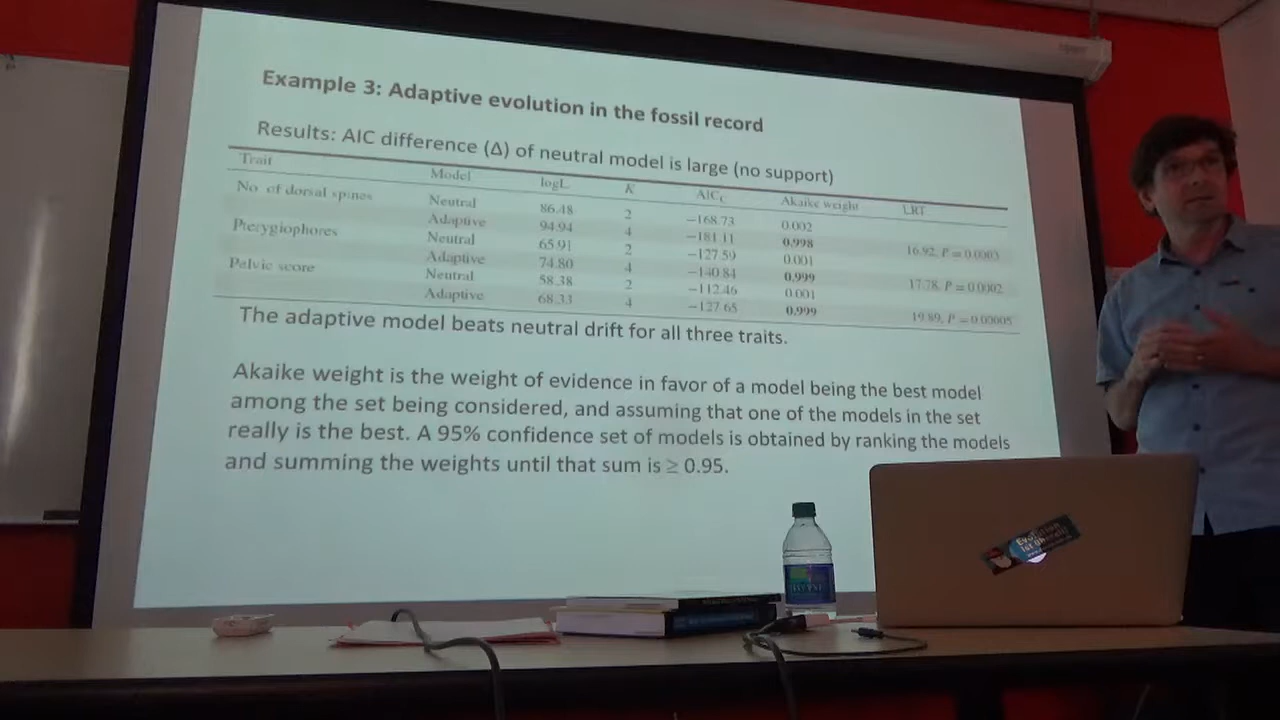 Example 3: Adaptive evolution in the fossil record
Results: AIC difference (Δ) of neutral model is large (no support)
Trait Model logL K AICc Akaike weight LRT
No. of dorsal spines Neutral 86.48 2 −168.73 0.002
Adaptive 94.94 4 −181.11 0.998 16.92, P = 0.0003
Pterygiophores Neutral 65.91 2 −127.59 0.001
Adaptive 74.80 4 −140.84 0.999 17.78, P = 0.0002
Pelvic score Neutral 58.38 2 −112.46 0.001
Adaptive 68.33 4 −127.65 0.999 19.89, P = 0.00005
The adaptive model beats neutral drift for all three traits.
Akaike weight is the weight of evidence in favor of a model being the best model
among the set being considered, and assuming that one of the models in the set
really is the best. A 95% confidence set of models is obtained by ranking the models
and summing the weights until that sum is ≥ 0.95.
Evolution
ist überall!